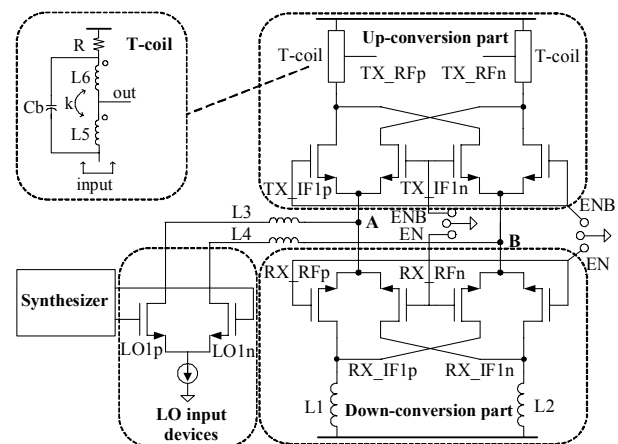 R
T-coil
L6
Cb
k
out
L5
input
Up-conversion part
T-coil
T-coil
TX_RFp
TX_RFn
TX_IF1p
TX_IF1n
L3
L4
A
B
ENB
EN
ENB
EN
RX_RFp
RX_RFn
Synthesizer
LO1p
LO1n
RX_IF1p
RX_IF1n
L1
L2
LO input
devices
Down-conversion part